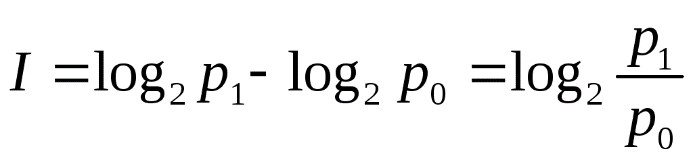 I = log₂ p₁ - log₂ p₀ = log₂ p₁/p₀